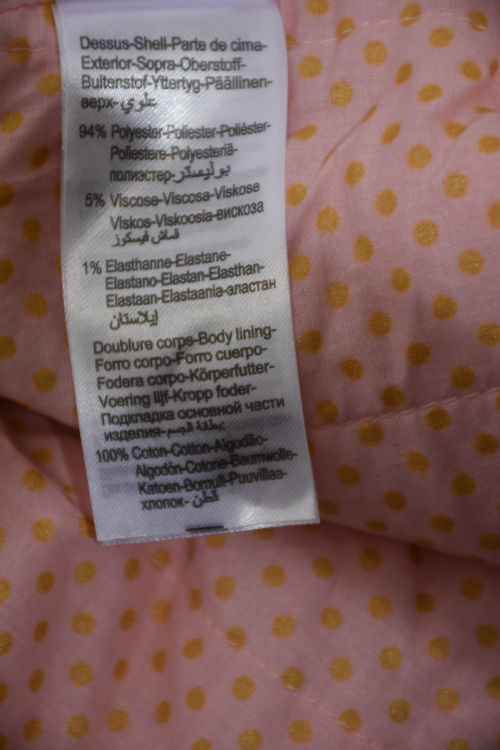 Dessus-Shell-Parte de cima-
Exterior-Sopra-Oberstoff-
Buitenstof-Yttertyg-Päällinen-
верх-علوي
94% Polyester-Poliester-Poliéster-
Poliestere-Polyesteriä-
полиэстер-بوليستر
5% Viscose-Viscosa-Viskose
Viskos-Viskoosia-вискоза
قماش فيسكوز
1% Elasthanne-Elastane-
Elastano-Elastan-Elasthan-
Elastaan-Elastaania-эластан
إيلاستان
Doublure corps-Body lining-
Forro corpo-Forro cuerpo-
Fodera corpo-Körperfutter-
Voering lijf-Kropp foder-
Подкладка основной части
изделия-بطانة الجسم-
100% Coton-Cotton-Algodão-
Algodón-Cotone-Baumwolle-
Katoen-Bomull-Puuvillaa-
хлопок-قطن